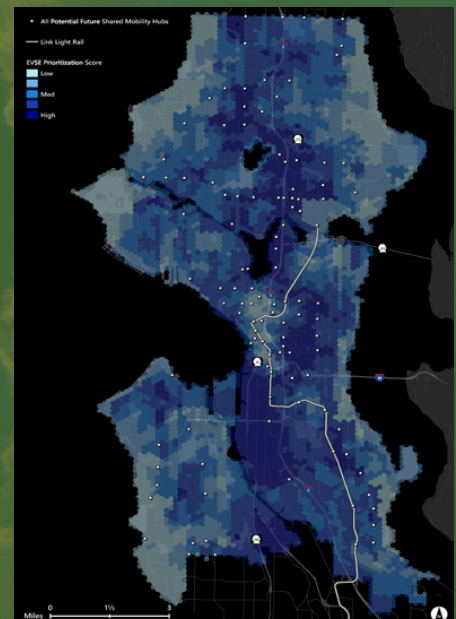 All Potential Future Shared Mobility Hubs
Link Light Rail
EVSE Prioritization Score
Low
Med
High
0 1½ 3
Miles